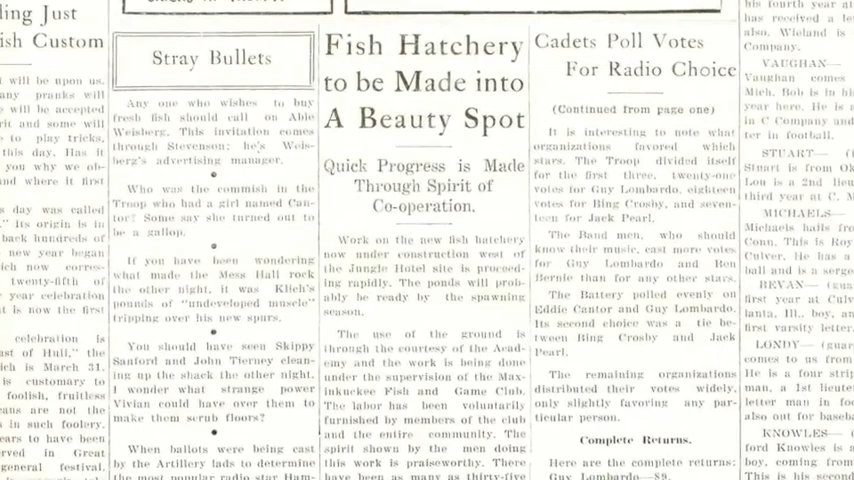 ling Just
ish Custom
t will be upon us.
any pranks will
e will be accepted
rit and some will
e to play tricks,
this day. Has it
you why we ob-
and where it first
s day was called
Its origin is in
back hundreds of
new year began
ich now corres-
twenty-fifth of
year celebration
t is now the first
celebration is
ast of Huli," the
ich is March 31.
is customary to
foolish, fruitless
ans are not the
s in such foolery.
ears to have been
rved in Great
general festival.
Stray Bullets
Any one who wishes to buy
fresh fish should call on Abie
Weisberg. This invitation comes
through Stevenson; he's Weis-
berg's advertising manager.
Who was the commish in the
Troop who had a girl named Can-
tor? Some say she turned out to
be a gallop.
If you have been wondering
what made the Mess Hall rock
the other night, it was Klich's
pounds of "undeveloped muscle"
tripping over his new spurs.
You should have seen Skippy
Sanford and John Tierney clean-
ing up the shack the other night.
I wonder what strange power
Vivian could have over them to
make them scrub floors?
When ballots were being cast
by the Artillery lads to determine
the most popular radio star Ham-
Fish Hatchery
to be Made into
A Beauty Spot
Quick Progress is Made
Through Spirit of
Co-operation.
Work on the new fish hatchery
now under construction west of
the Jungle Hotel site is proceed-
ing rapidly. The ponds will prob-
ably be ready by the spawning
season.
The use of the ground is
through the courtesy of the Acad-
emy and the work is being done
under the supervision of the Max-
inkuckee Fish and Game Club.
The labor has been voluntarily
furnished by members of the club
and the entire community. The
spirit shown by the men doing
this work is praiseworthy. There
have been as many as thirty-five
Cadets Poll Votes
For Radio Choice
(Continued from page one)
It is interesting to note what
organizations favored which
stars. The Troop divided itself
for the first three, twenty-one
votes for Guy Lombardo, eighteen
votes for Bing Crosby, and seven-
teen for Jack Pearl.
The Band men, who should
know their music, cast more votes
for Guy Lombardo and Ben
Bernie than for any other stars.
The Battery polled evenly on
Eddie Cantor and Guy Lombardo.
Its second choice was a tie be-
tween Bing Crosby and Jack
Pearl.
The remaining organizations
distributed their votes widely,
only slightly favoring any par-
ticular person.
Complete Returns.
Here are the complete returns:
Guy Lombardo—89.
his fourth year at
has received a le
also. Wieland is
Company.
VAUGHAN—
Vaughan comes
Mich. Bob is in his
year here. He is a
in C Company and
ter in football.
STUART— (
Stuart is from Ok
Lou is a 2nd lieu
third year at C. M
MICHAELS—
Michaels hails fro
Conn. This is Roy
Culver. He has a
ball and is a serge
BEVAN— (gua
first year at Culv
lanta, Ill., boy, an
first varsity letter.
LONDY— (guar
comes to us from
He is a four strip
man, a 1st lieute
letter man in foo
also out for baseba
KNOWLES— (
ford Knowles is a
boy, coming from
This is his second